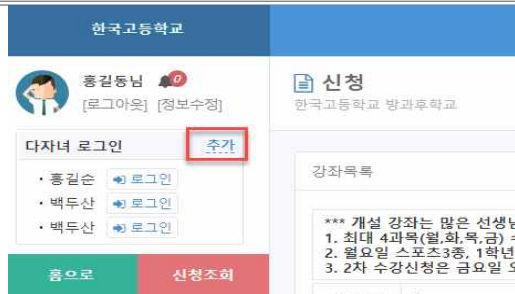 한국고등학교
홍길동님 0
[로그아웃] [정보수정]
다자녀 로그인 추가
· 홍길순 로그인
· 백두산 로그인
· 백두산 로그인
홈으로 신청조회
신청
한국고등학교 방과후학교
강좌목록
*** 개설 강좌는 많은 선생님
1. 최대 4과목(월,화,목,금)
2. 월요일 스포츠3종, 1학년
3. 2차 수강신청은 금요일